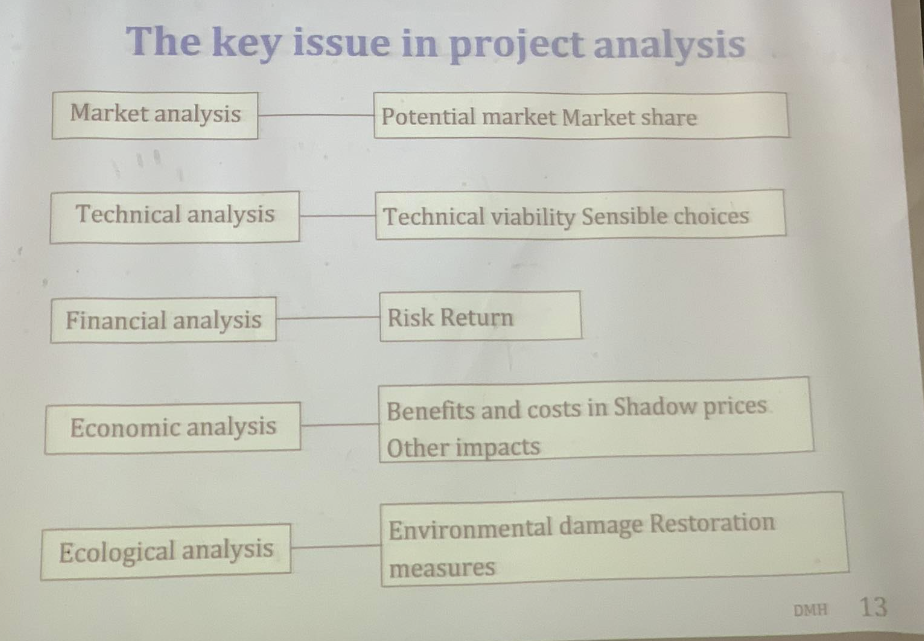 The key issue in project analysis
Market analysis
Potential market Market share
Technical analysis
Technical viability Sensible choices
Financial analysis
Risk Return
Economic analysis
Benefits and costs in Shadow prices
Other impacts
Ecological analysis
Environmental damage Restoration
measures
DMH 13